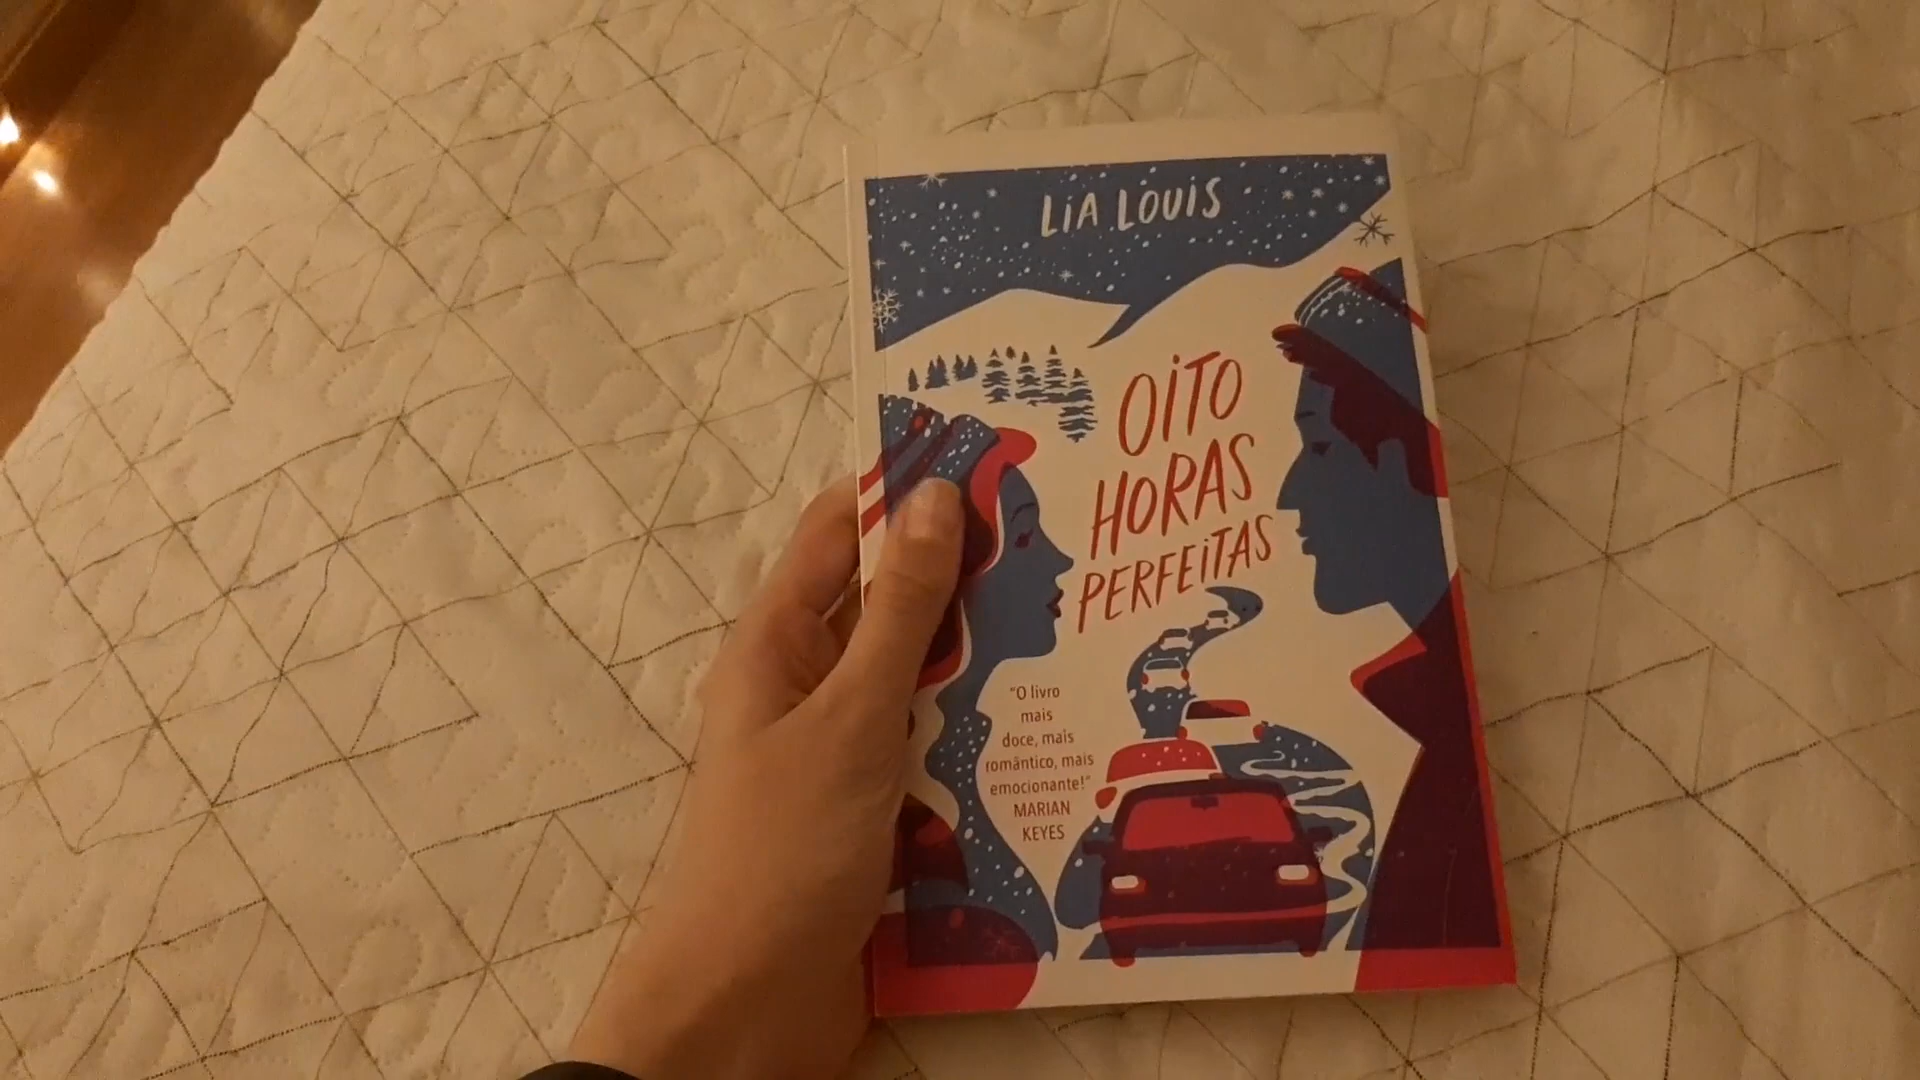 LiA LOUiS
OiTO
HORAS
PERFEiTAS
"O livro
mais
doce, mais
romântico, mais
emocionante!"
MARIAN
KEYES